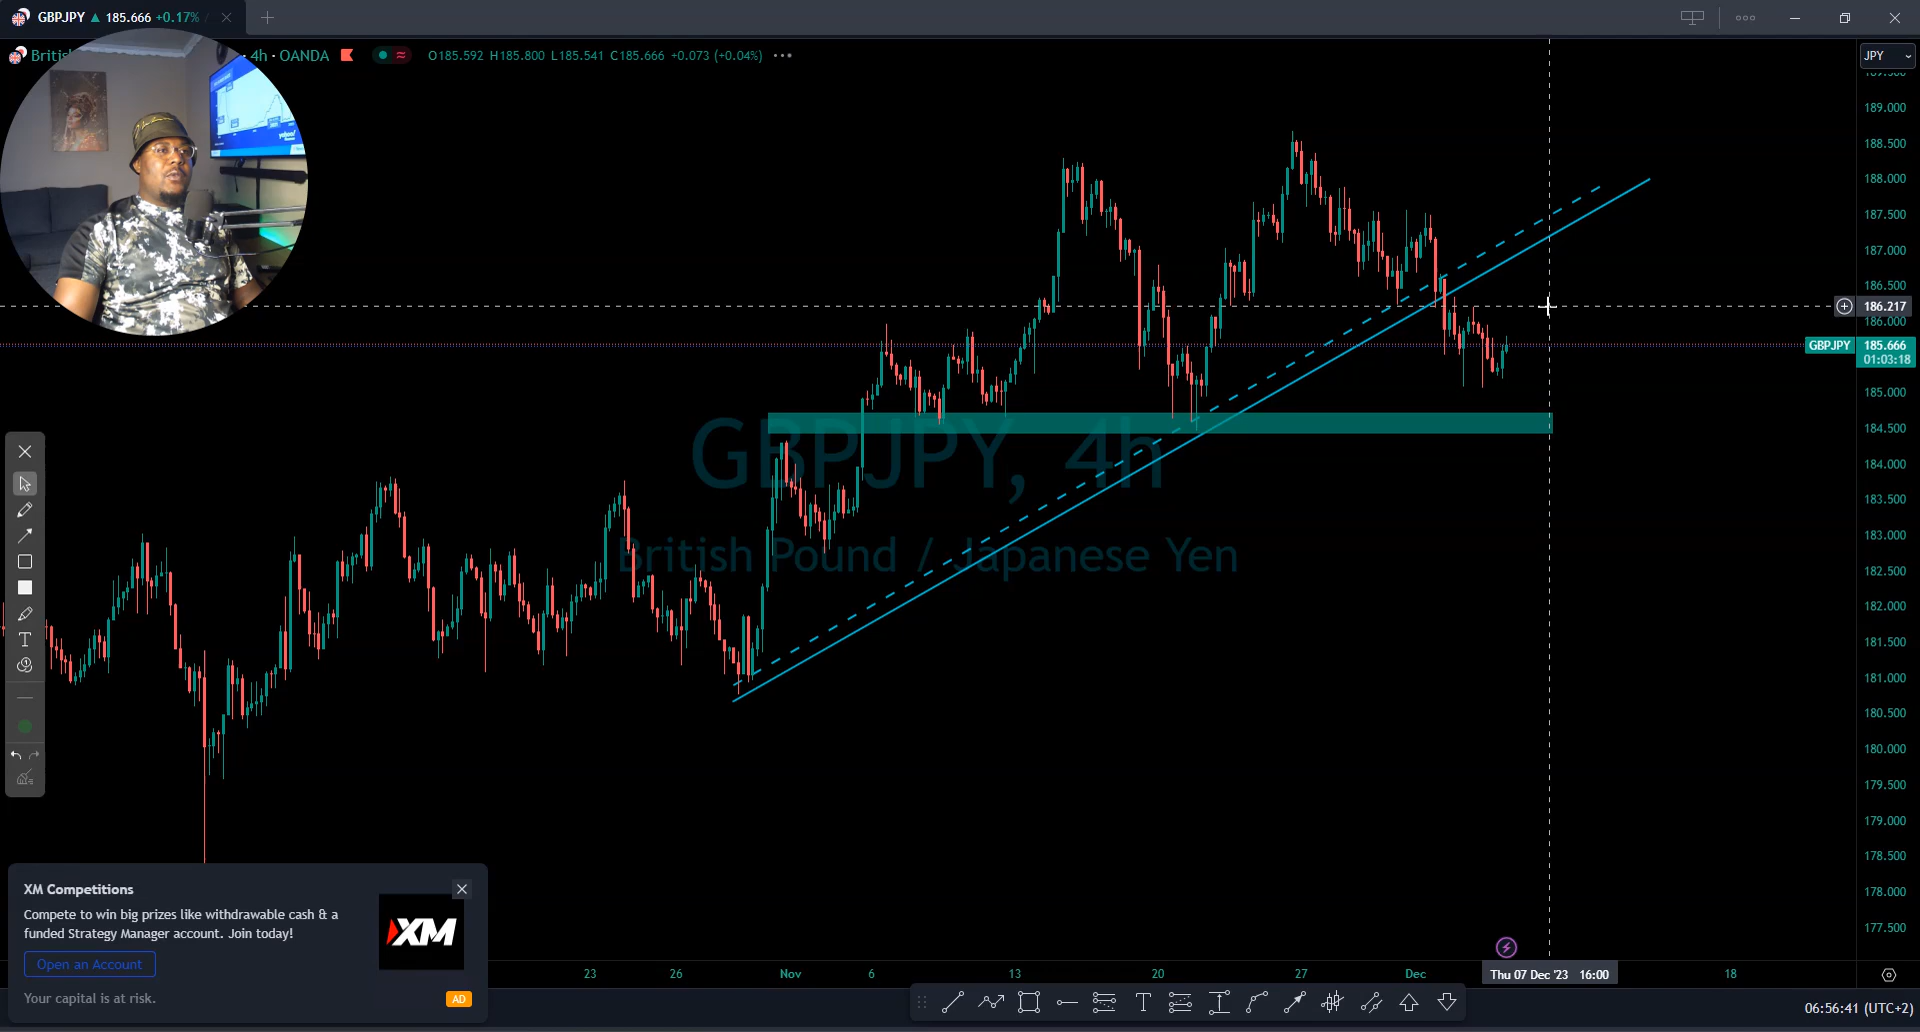 GBPJPY ▲ 185.666 +0.17% /
Britis
4h · OANDA
O185.592 H185.800 L185.541 C185.666 +0.073 (+0.04%)
JPY
189.000
188.500
188.000
187.500
187.000
186.500
186.217
186.000
GBPJPY 185.666
01:03:18
185.000
184.500
184.000
183.500
183.000
182.500
182.000
181.500
181.000
180.500
180.000
179.500
179.000
178.500
178.000
177.500
GBPJPY, 4h
British Pound / Japanese Yen
yahoo!
XM Competitions
Compete to win big prizes like withdrawable cash & a
funded Strategy Manager account. Join today!
XM
Open an Account
Your capital is at risk.
AD
23 26 Nov 6 13 20 27 Dec Thu 07 Dec '23 16:00 18
06:56:41 (UTC+2)